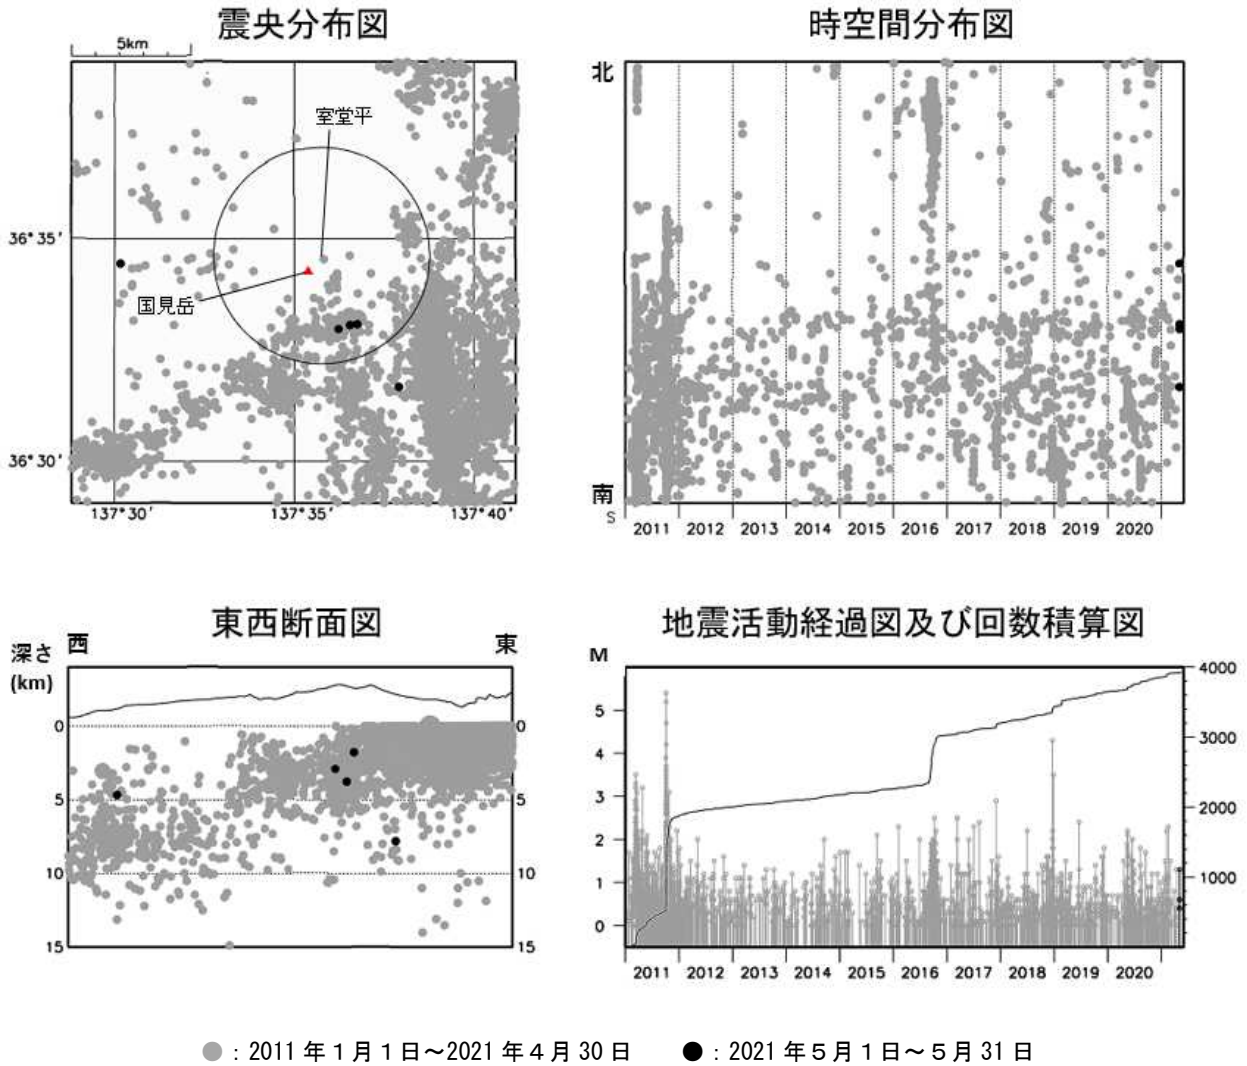 震央分布図
5km
室堂平
国見岳
36°35′
36°30′
137°30′ 137°35′ 137°40′
時空間分布図
北
南
S
2011 2012 2013 2014 2015 2016 2017 2018 2019 2020
東西断面図
西 東
深さ
(km)
0 0
5 5
10 10
15 15
地震活動経過図及び回数積算図
M
4000
5
3000
4
3
2000
2
1 1000
0
2011 2012 2013 2014 2015 2016 2017 2018 2019 2020
●：2011年１月１日～2021年４月30日 ●：2021年５月１日～５月31日